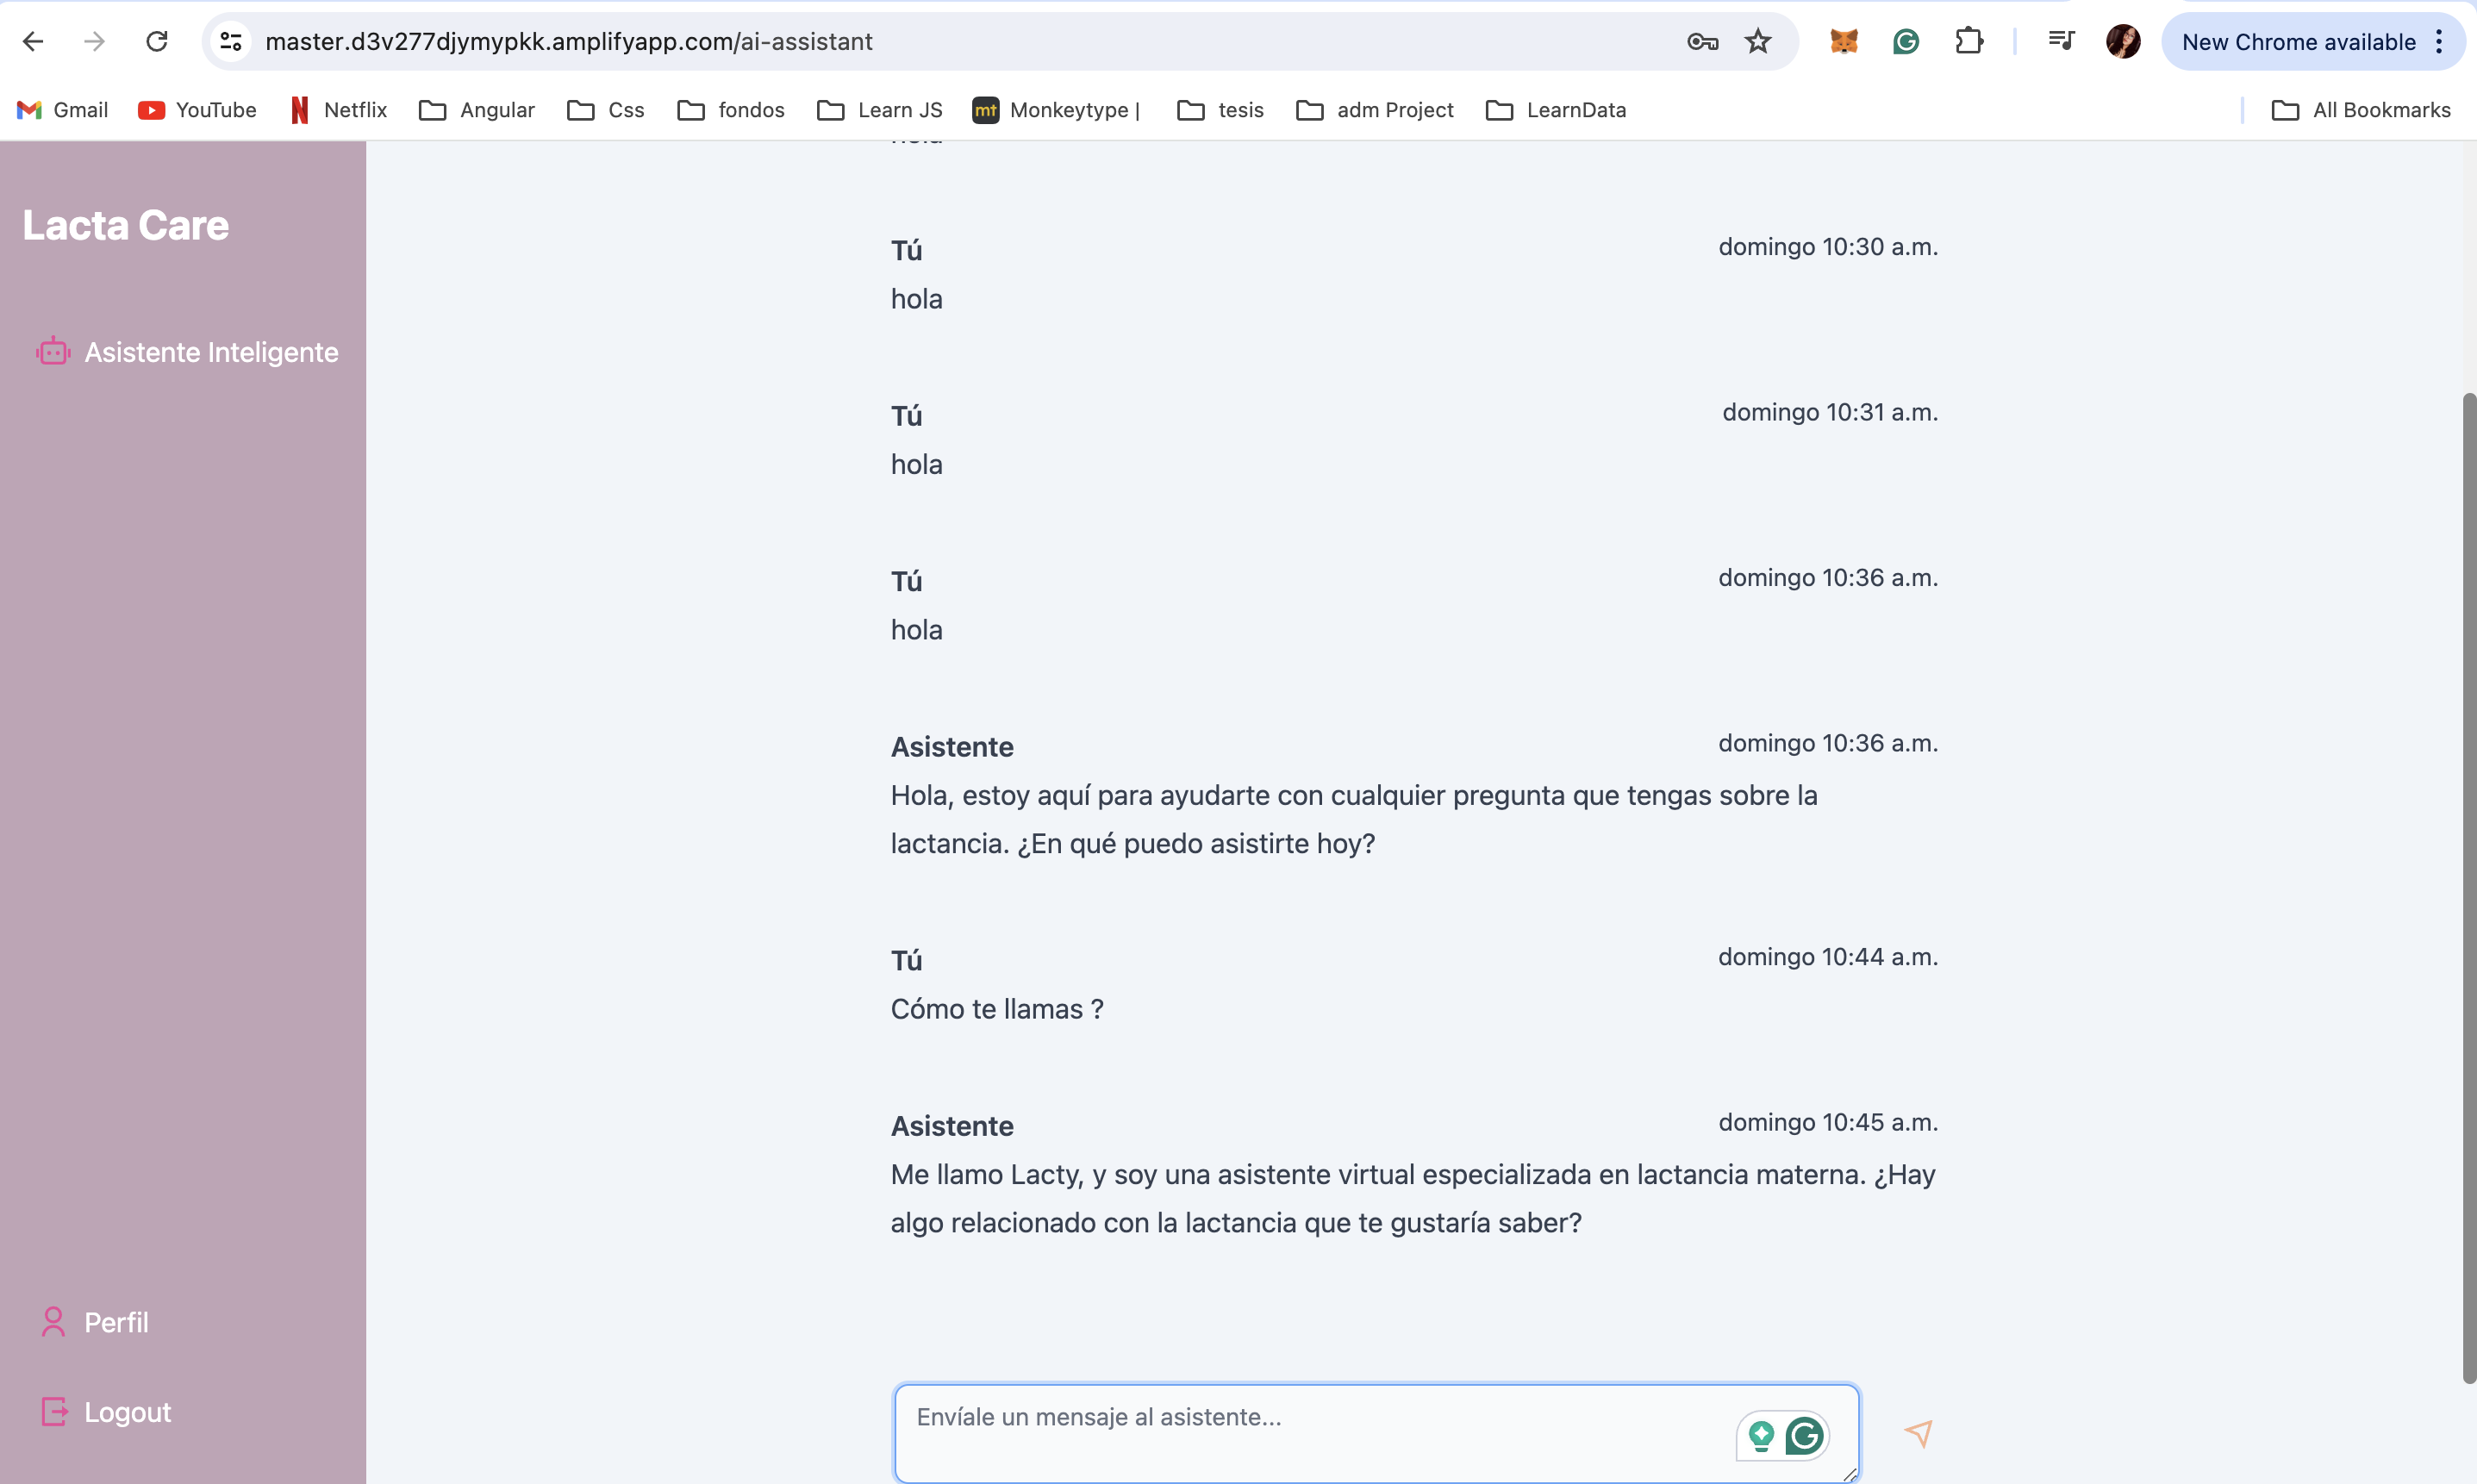 master.d3v277djymypkk.amplifyapp.com/ai-assistant
New Chrome available
Gmail YouTube Netflix Angular Css fondos Learn JS mt Monkeytype | tesis adm Project LearnData All Bookmarks
Lacta Care
Asistente Inteligente
Perfil
Logout
hola
Tú domingo 10:30 a.m.
hola
Tú domingo 10:31 a.m.
hola
Tú domingo 10:36 a.m.
hola
Asistente domingo 10:36 a.m.
Hola, estoy aquí para ayudarte con cualquier pregunta que tengas sobre la
lactancia. ¿En qué puedo asistirte hoy?
Tú domingo 10:44 a.m.
Cómo te llamas ?
Asistente domingo 10:45 a.m.
Me llamo Lacty, y soy una asistente virtual especializada en lactancia materna. ¿Hay
algo relacionado con la lactancia que te gustaría saber?
Envíale un mensaje al asistente...